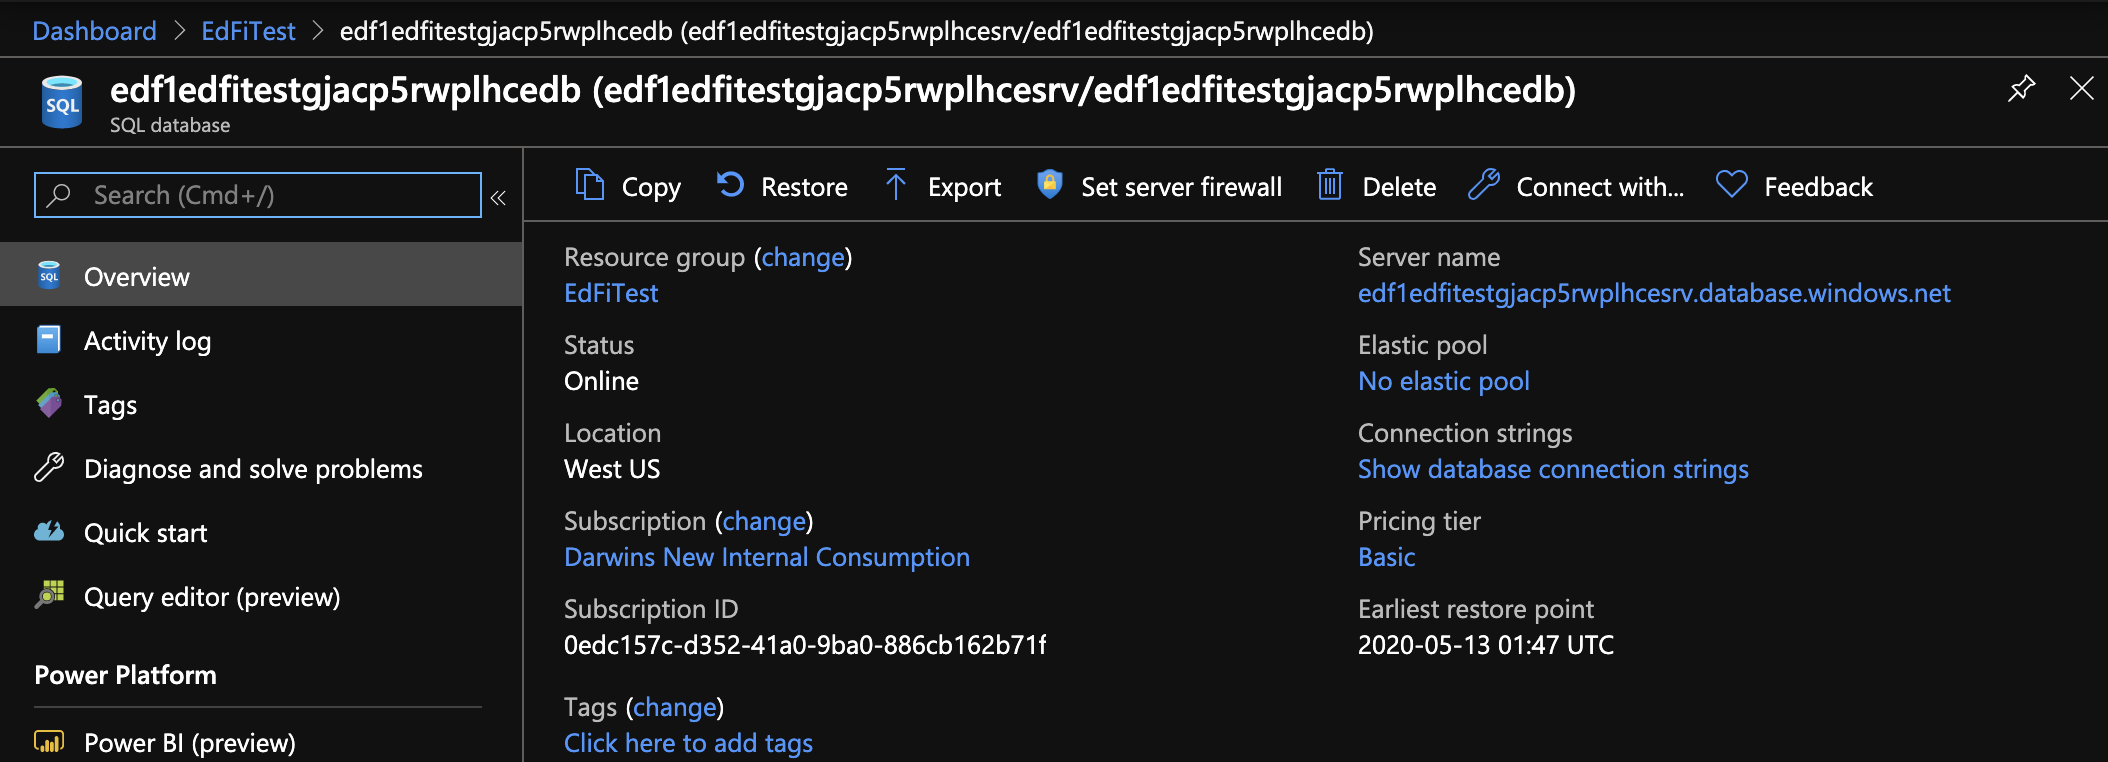 Dashboard > EdFiTest > edf1edfitestgjacp5rwplhcedb (edf1edfitestgjacp5rwplhcesrv/edf1edfitestgjacp5rwplhcedb)
edf1edfitestgjacp5rwplhcedb (edf1edfitestgjacp5rwplhcesrv/edf1edfitestgjacp5rwplhcedb)
SQL
SQL database
Search (Cmd+/)
«
Overview
SQL
Activity log
Tags
Diagnose and solve problems
Quick start
Query editor (preview)
Power Platform
Power BI (preview)
Copy Restore Export Set server firewall Delete Connect with... Feedback
Resource group (change)
EdFiTest
Status
Online
Location
West US
Subscription (change)
Darwins New Internal Consumption
Subscription ID
0edc157c-d352-41a0-9ba0-886cb162b71f
Tags (change)
Click here to add tags
Server name
edf1edfitestgjacp5rwplhcesrv.database.windows.net
Elastic pool
No elastic pool
Connection strings
Show database connection strings
Pricing tier
Basic
Earliest restore point
2020-05-13 01:47 UTC